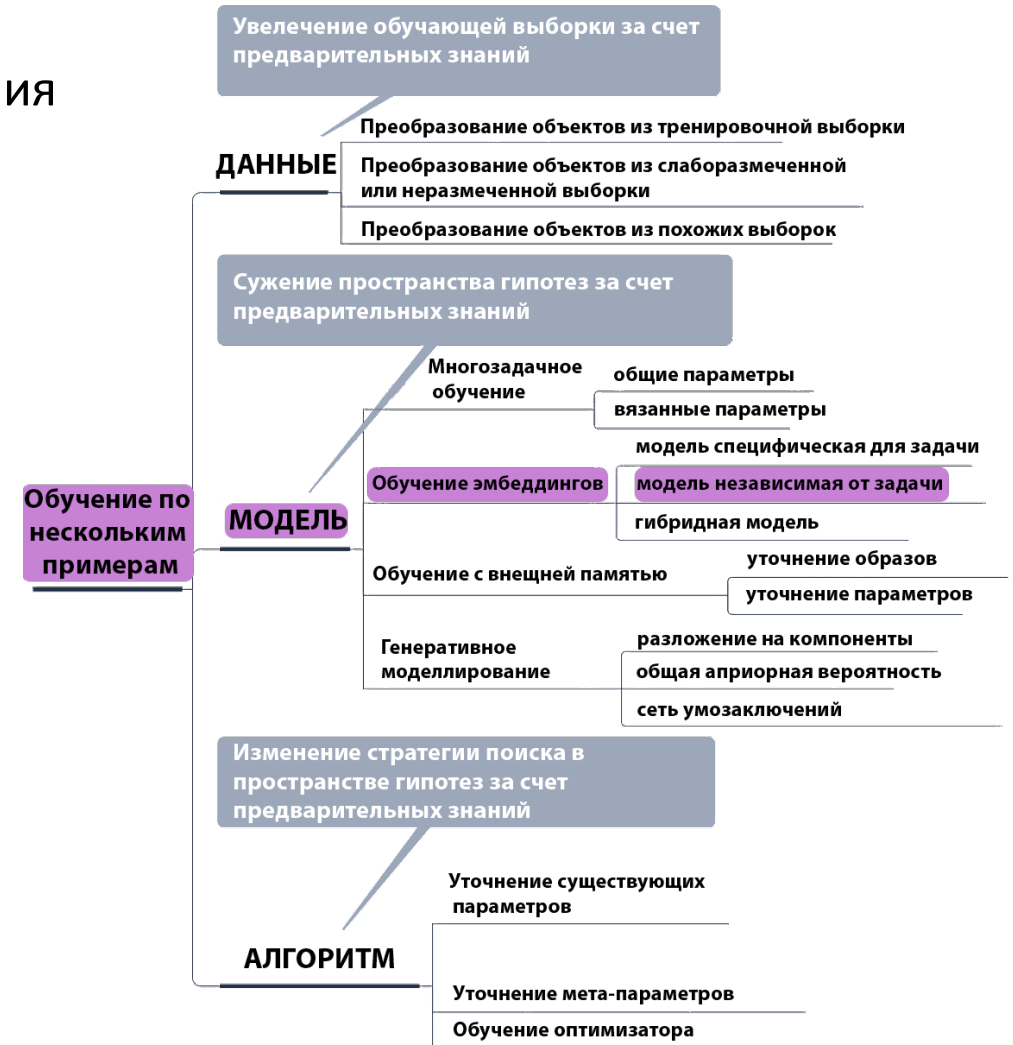 Увелечение обучающей выборки за счет
предварительных знаний
ия
Преобразование объектов из тренировочной выборки
ДАННЫЕ
Преобразование объектов из слаборазмеченной
или неразмеченной выборки
Преобразование объектов из похожих выборок
Сужение пространства гипотез за счет
предварительных знаний
Многозадачное
обучение
общие параметры
вязанные параметры
Обучение по
нескольким
примерам
МОДЕЛЬ
Обучение эмбеддингов
модель специфическая для задачи
модель независимая от задачи
гибридная модель
Обучение с внещней памятью
уточнение образов
уточнение параметров
Генеративное
моделлирование
разложение на компоненты
общая априорная вероятность
сеть умозаключений
Изменение стратегии поиска в
пространстве гипотез за счет
предварительных знаний
АЛГОРИТМ
Уточнение существующих
параметров
Уточнение мета-параметров
Обучение оптимизатора